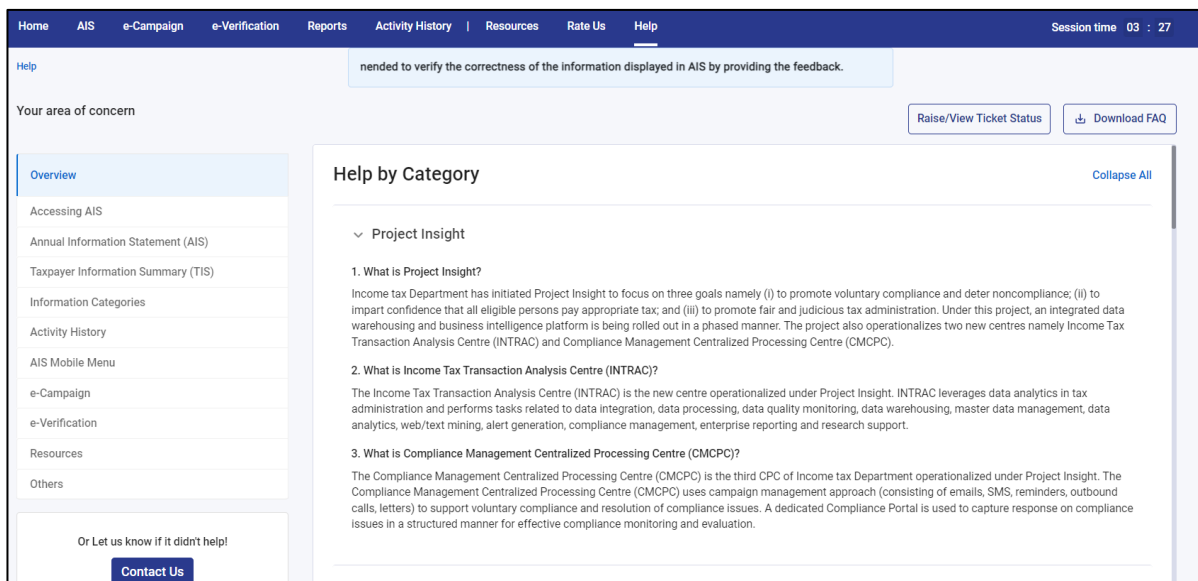 Home AIS e-Campaign e-Verification Reports Activity History | Resources Rate Us Help Session time 03 : 27
Help
nended to verify the correctness of the information displayed in AIS by providing the feedback.
Your area of concern
Raise/View Ticket Status
Download FAQ
Overview
Accessing AIS
Annual Information Statement (AIS)
Taxpayer Information Summary (TIS)
Information Categories
Activity History
AIS Mobile Menu
e-Campaign
e-Verification
Resources
Others
Or Let us know if it didn't help!
Contact Us
Help by Category
Collapse All
Project Insight
1. What is Project Insight?
Income tax Department has initiated Project Insight to focus on three goals namely (i) to promote voluntary compliance and deter noncompliance; (ii) to
impart confidence that all eligible persons pay appropriate tax; and (iii) to promote fair and judicious tax administration. Under this project, an integrated data
warehousing and business intelligence platform is being rolled out in a phased manner. The project also operationalizes two new centres namely Income Tax
Transaction Analysis Centre (INTRAC) and Compliance Management Centralized Processing Centre (CMCPC).
2. What is Income Tax Transaction Analysis Centre (INTRAC)?
The Income Tax Transaction Analysis Centre (INTRAC) is the new centre operationalized under Project Insight. INTRAC leverages data analytics in tax
administration and performs tasks related to data integration, data processing, data quality monitoring, data warehousing, master data management, data
analytics, web/text mining, alert generation, compliance management, enterprise reporting and research support.
3. What is Compliance Management Centralized Processing Centre (CMCPC)?
The Compliance Management Centralized Processing Centre (CMCPC) is the third CPC of Income tax Department operationalized under Project Insight. The
Compliance Management Centralized Processing Centre (CMCPC) uses campaign management approach (consisting of emails, SMS, reminders, outbound
calls, letters) to support voluntary compliance and resolution of compliance issues. A dedicated Compliance Portal is used to capture response on compliance
issues in a structured manner for effective compliance monitoring and evaluation.